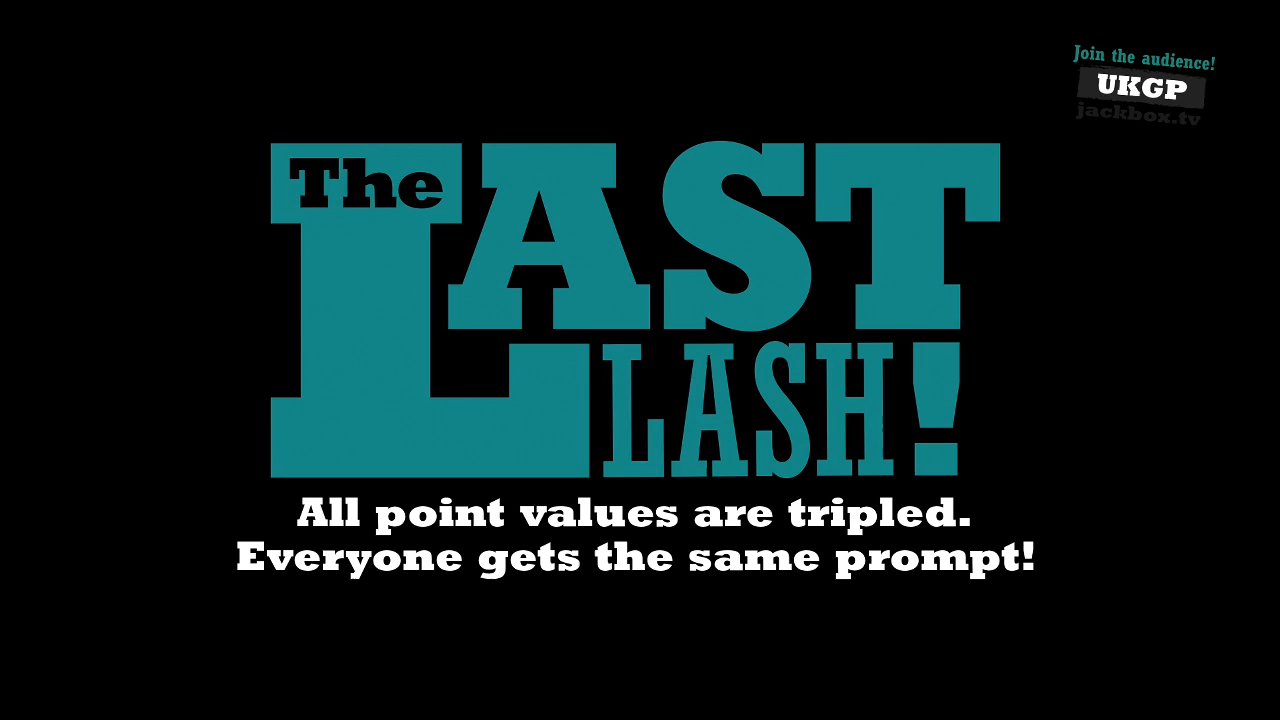 Join the audience!
UKGP
jackbox.tv
The LAST
LASH!
All point values are tripled.
Everyone gets the same prompt!